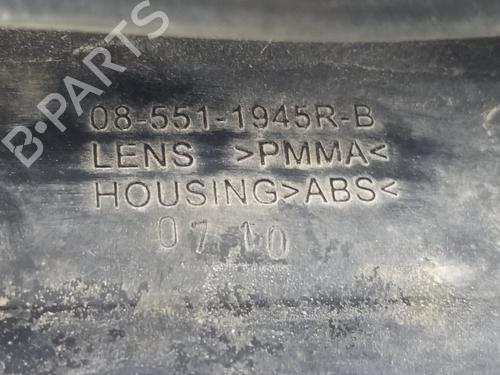 08-551-1945R-B
LENS >PMMA<
HOUSING>ABS<
07 10
B-PARTS